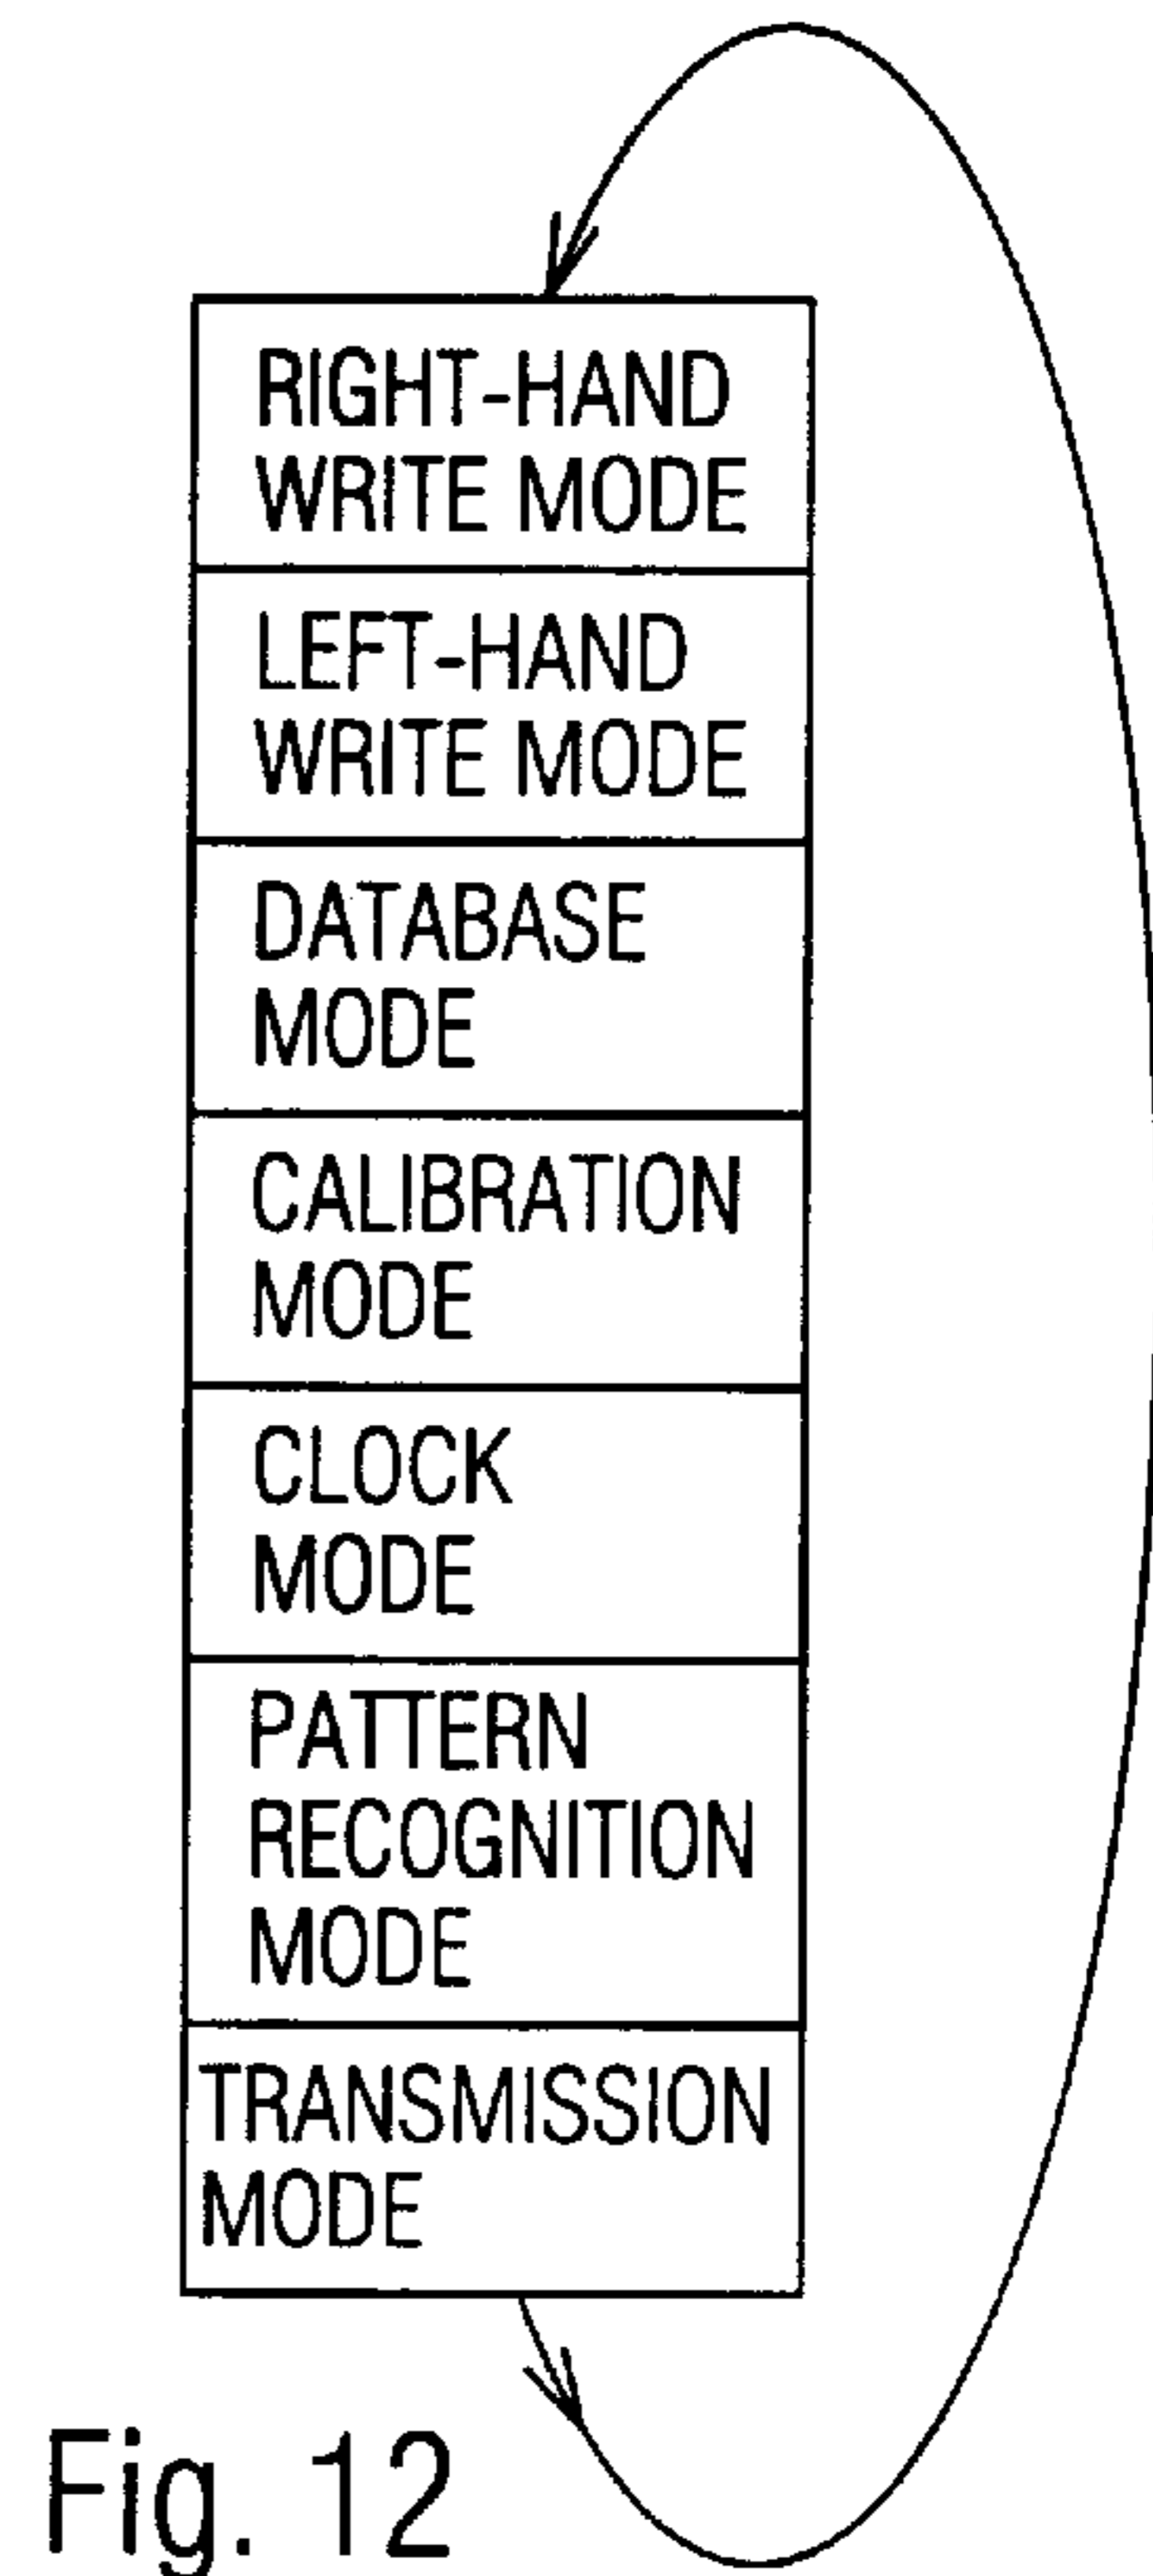 RIGHT-HAND
WRITE MODE
LEFT-HAND
WRITE MODE
DATABASE
MODE
CALIBRATION
MODE
CLOCK
MODE
PATTERN
RECOGNITION
MODE
TRANSMISSION
MODE
Fig. 12